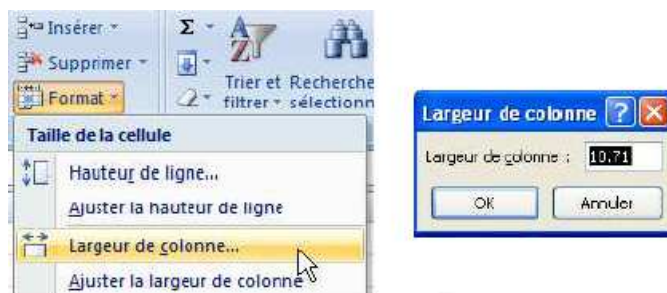 Insérer
Supprimer
Format
Σ
Trier et
filtrer
Recherche
sélectionn
Taille de la cellule
Hauteur de ligne...
Ajuster la hauteur de ligne
Largeur de colonne...
Ajuster la largeur de colonne
Largeur de colonne
Largeur de colonne :
10.71
OK
Annuler